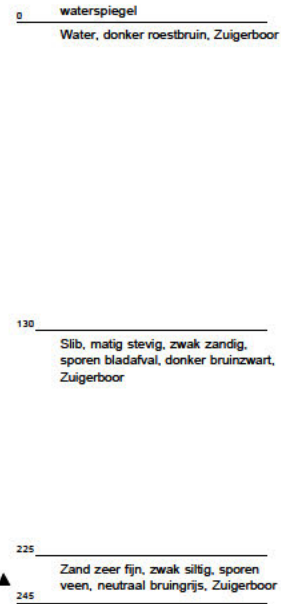 0 waterspiegel
Water, donker roestbruin, Zuigerboor
130
Slib, matig stevig, zwak zandig,
sporen bladafval, donker bruinzwart,
Zuigerboor
225
Zand zeer fijn, zwak siltig, sporen
veen, neutraal bruingrijs, Zuigerboor
245